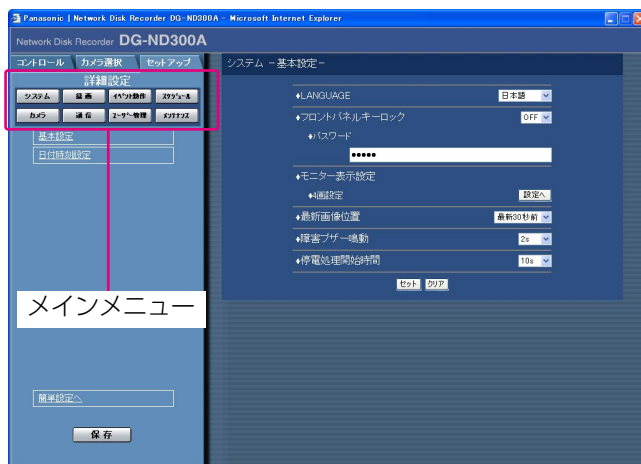 Panasonic | Network Disk Recorder DG-ND300A - Microsoft Internet Explorer
Network Disk Recorder DG-ND300A
コントロール カメラ選択 セットアップ
システム －基本設定－
詳細設定
システム 録画 ｲﾍﾞﾝﾄ動作 ｽｹｼﾞｭｰﾙ
カメラ 通信 ﾕｰｻﾞｰ管理 ﾒﾝﾃﾅﾝｽ
基本設定
日付時刻設定
♦LANGUAGE 日本語
♦フロントパネルキーロック OFF
♦パスワード
●●●●●
♦モニター表示設定
♦4画設定 設定へ
♦最新画像位置 最新30秒前
♦障害ブザー鳴動 2s
♦停電処理開始時間 10s
セット クリア
メインメニュー
簡単設定へ
保存